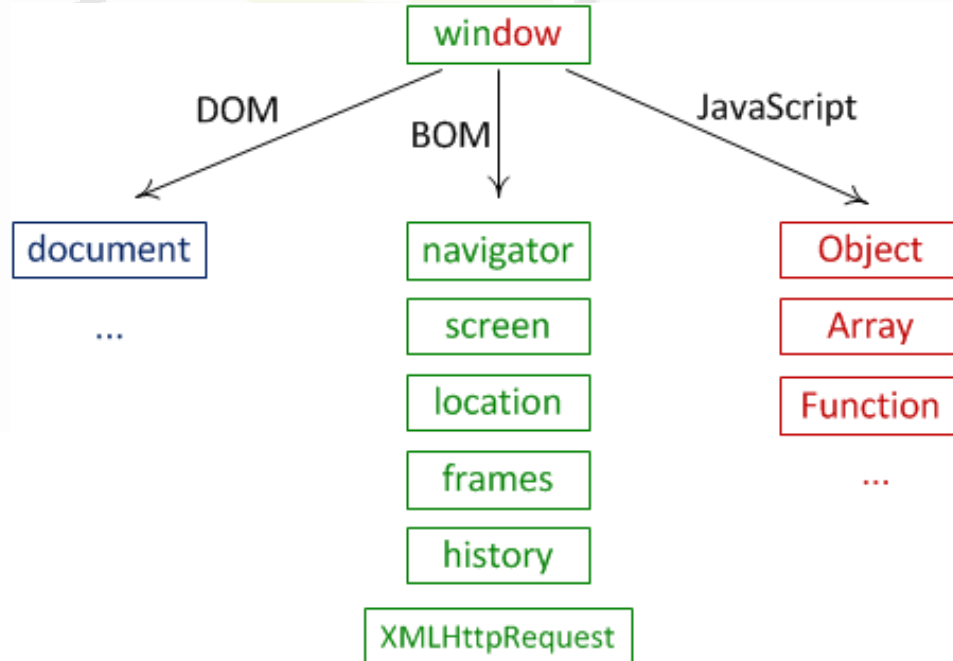 window
DOM
BOM
JavaScript
document
...
navigator
screen
location
frames
history
XMLHttpRequest
Object
Array
Function
...